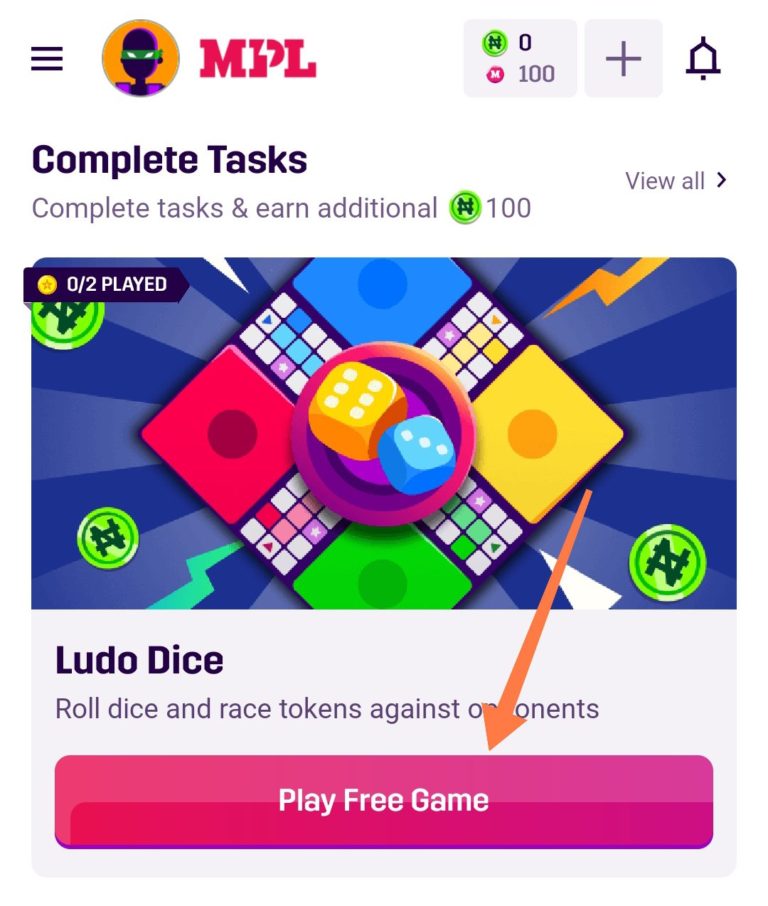 MPL
₦ 0
M 100
Complete Tasks
View all
Complete tasks & earn additional ₦ 100
0/2 PLAYED
Ludo Dice
Roll dice and race tokens against opponents
Play Free Game